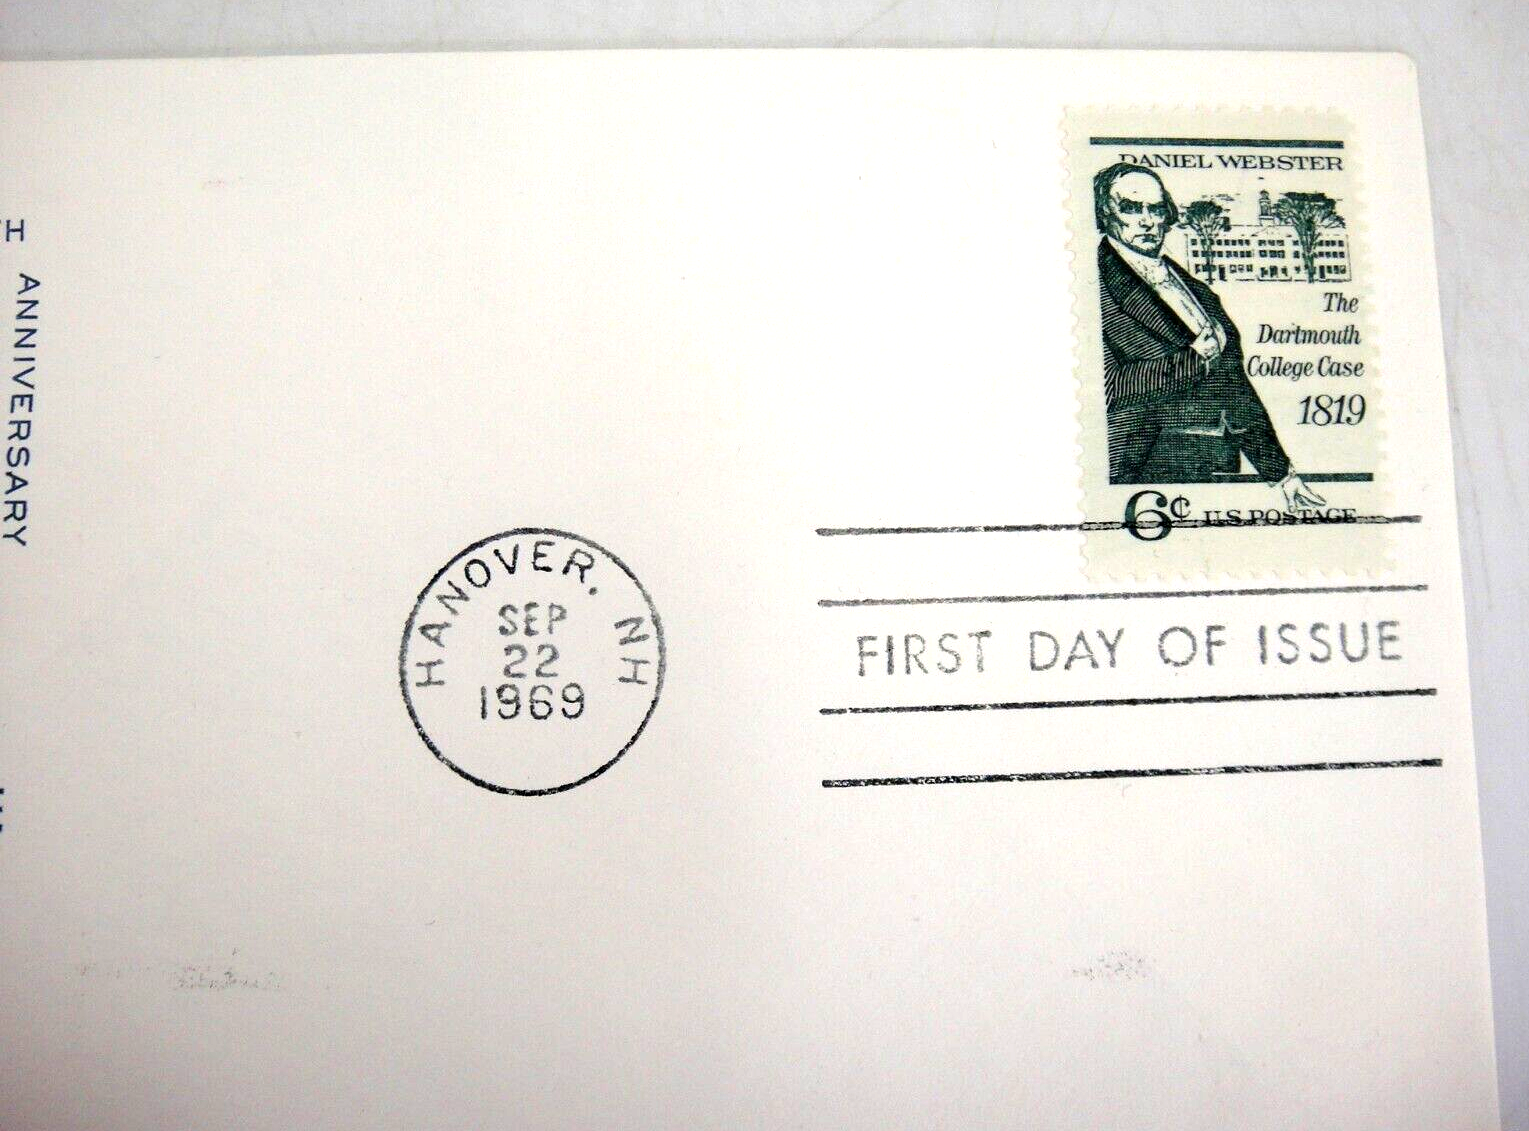 ANNIVERSARY
DANIEL WEBSTER
The
Dartmouth
College Case
1819
6¢ U.S. POSTAGE
HANOVER, NH
SEP
22
1969
FIRST DAY OF ISSUE